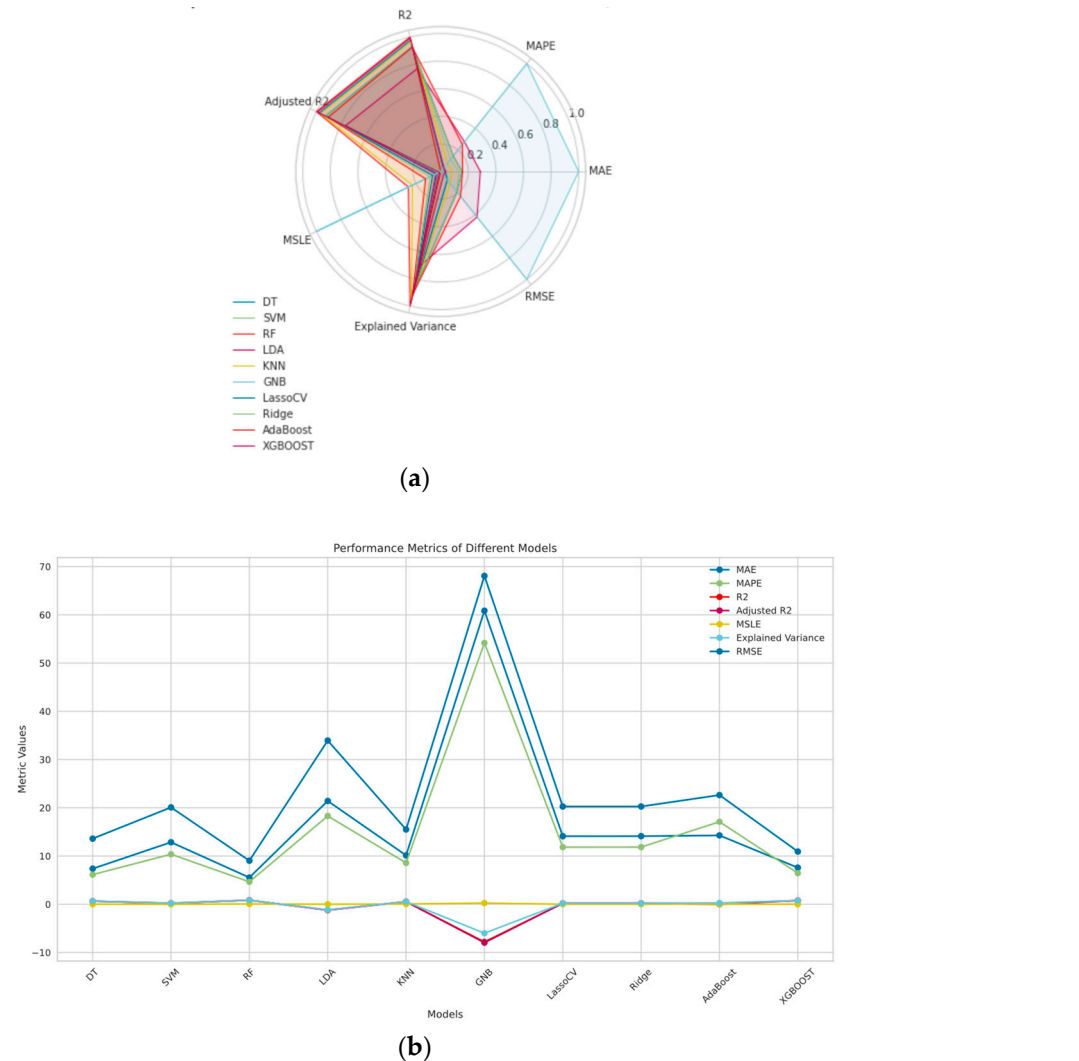 R2
MAPE
Adjusted R2
1.0
0.8
0.6
0.4
0.2
MAE
MSLE
RMSE
Explained Variance
DT
SVM
RF
LDA
KNN
GNB
LassoCV
Ridge
AdaBoost
XGBOOST
(a)
Performance Metrics of Different Models
70
60
50
40
30
20
10
0
−10
Metric Values
MAE
MAPE
R2
Adjusted R2
MSLE
Explained Variance
RMSE
DT
SVM
RF
LDA
KNN
GNB
LassoCV
Ridge
AdaBoost
XGBOOST
Models
(b)